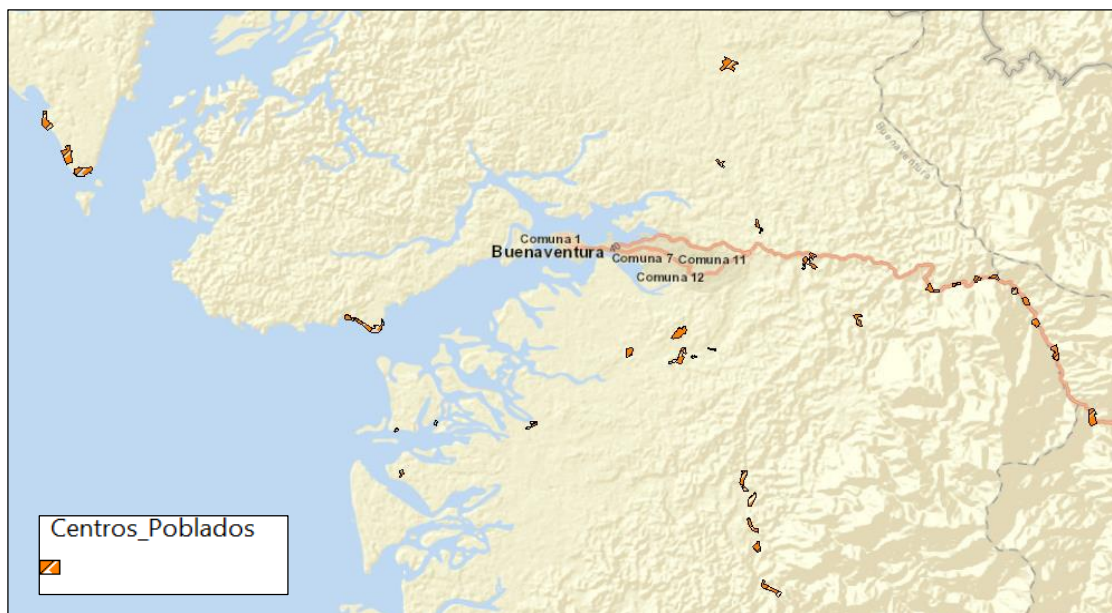 Buenaventura
Comuna 1
Buenaventura
Comuna 7
Comuna 11
Comuna 12
Centros_Poblados